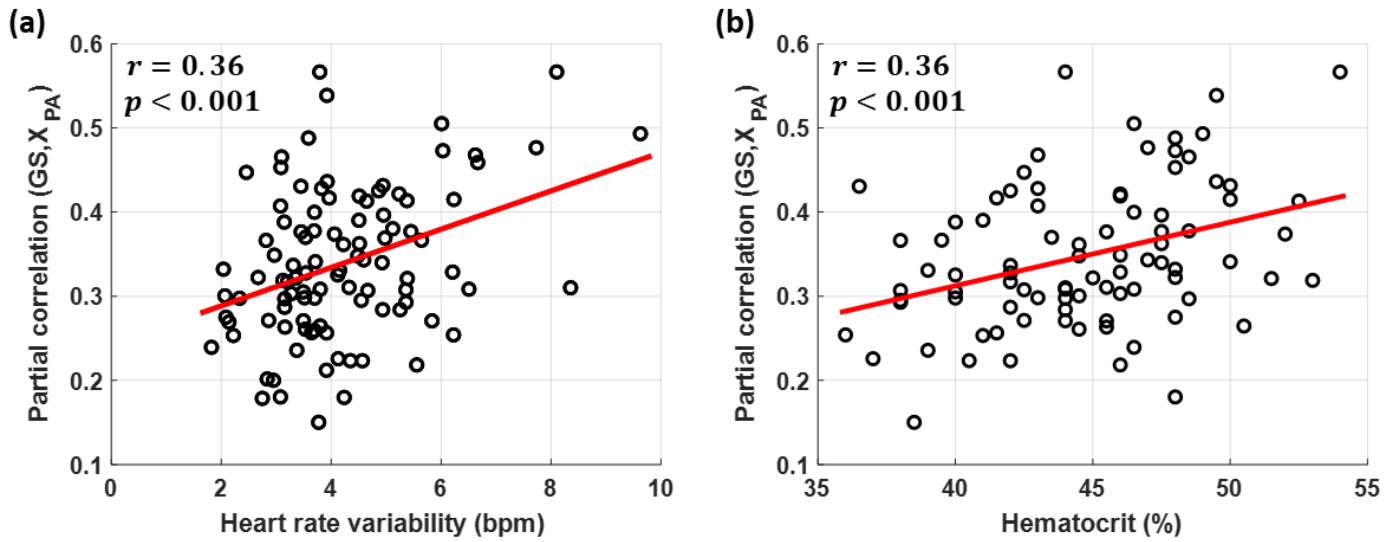 (a)
r = 0.36
p < 0.001
Partial correlation (GS,X_PA)
0.6
0.5
0.4
0.3
0.2
0.1
0 2 4 6 8 10
Heart rate variability (bpm)
(b)
r = 0.36
p < 0.001
Partial correlation (GS,X_PA)
0.6
0.5
0.4
0.3
0.2
0.1
35 40 45 50 55
Hematocrit (%)